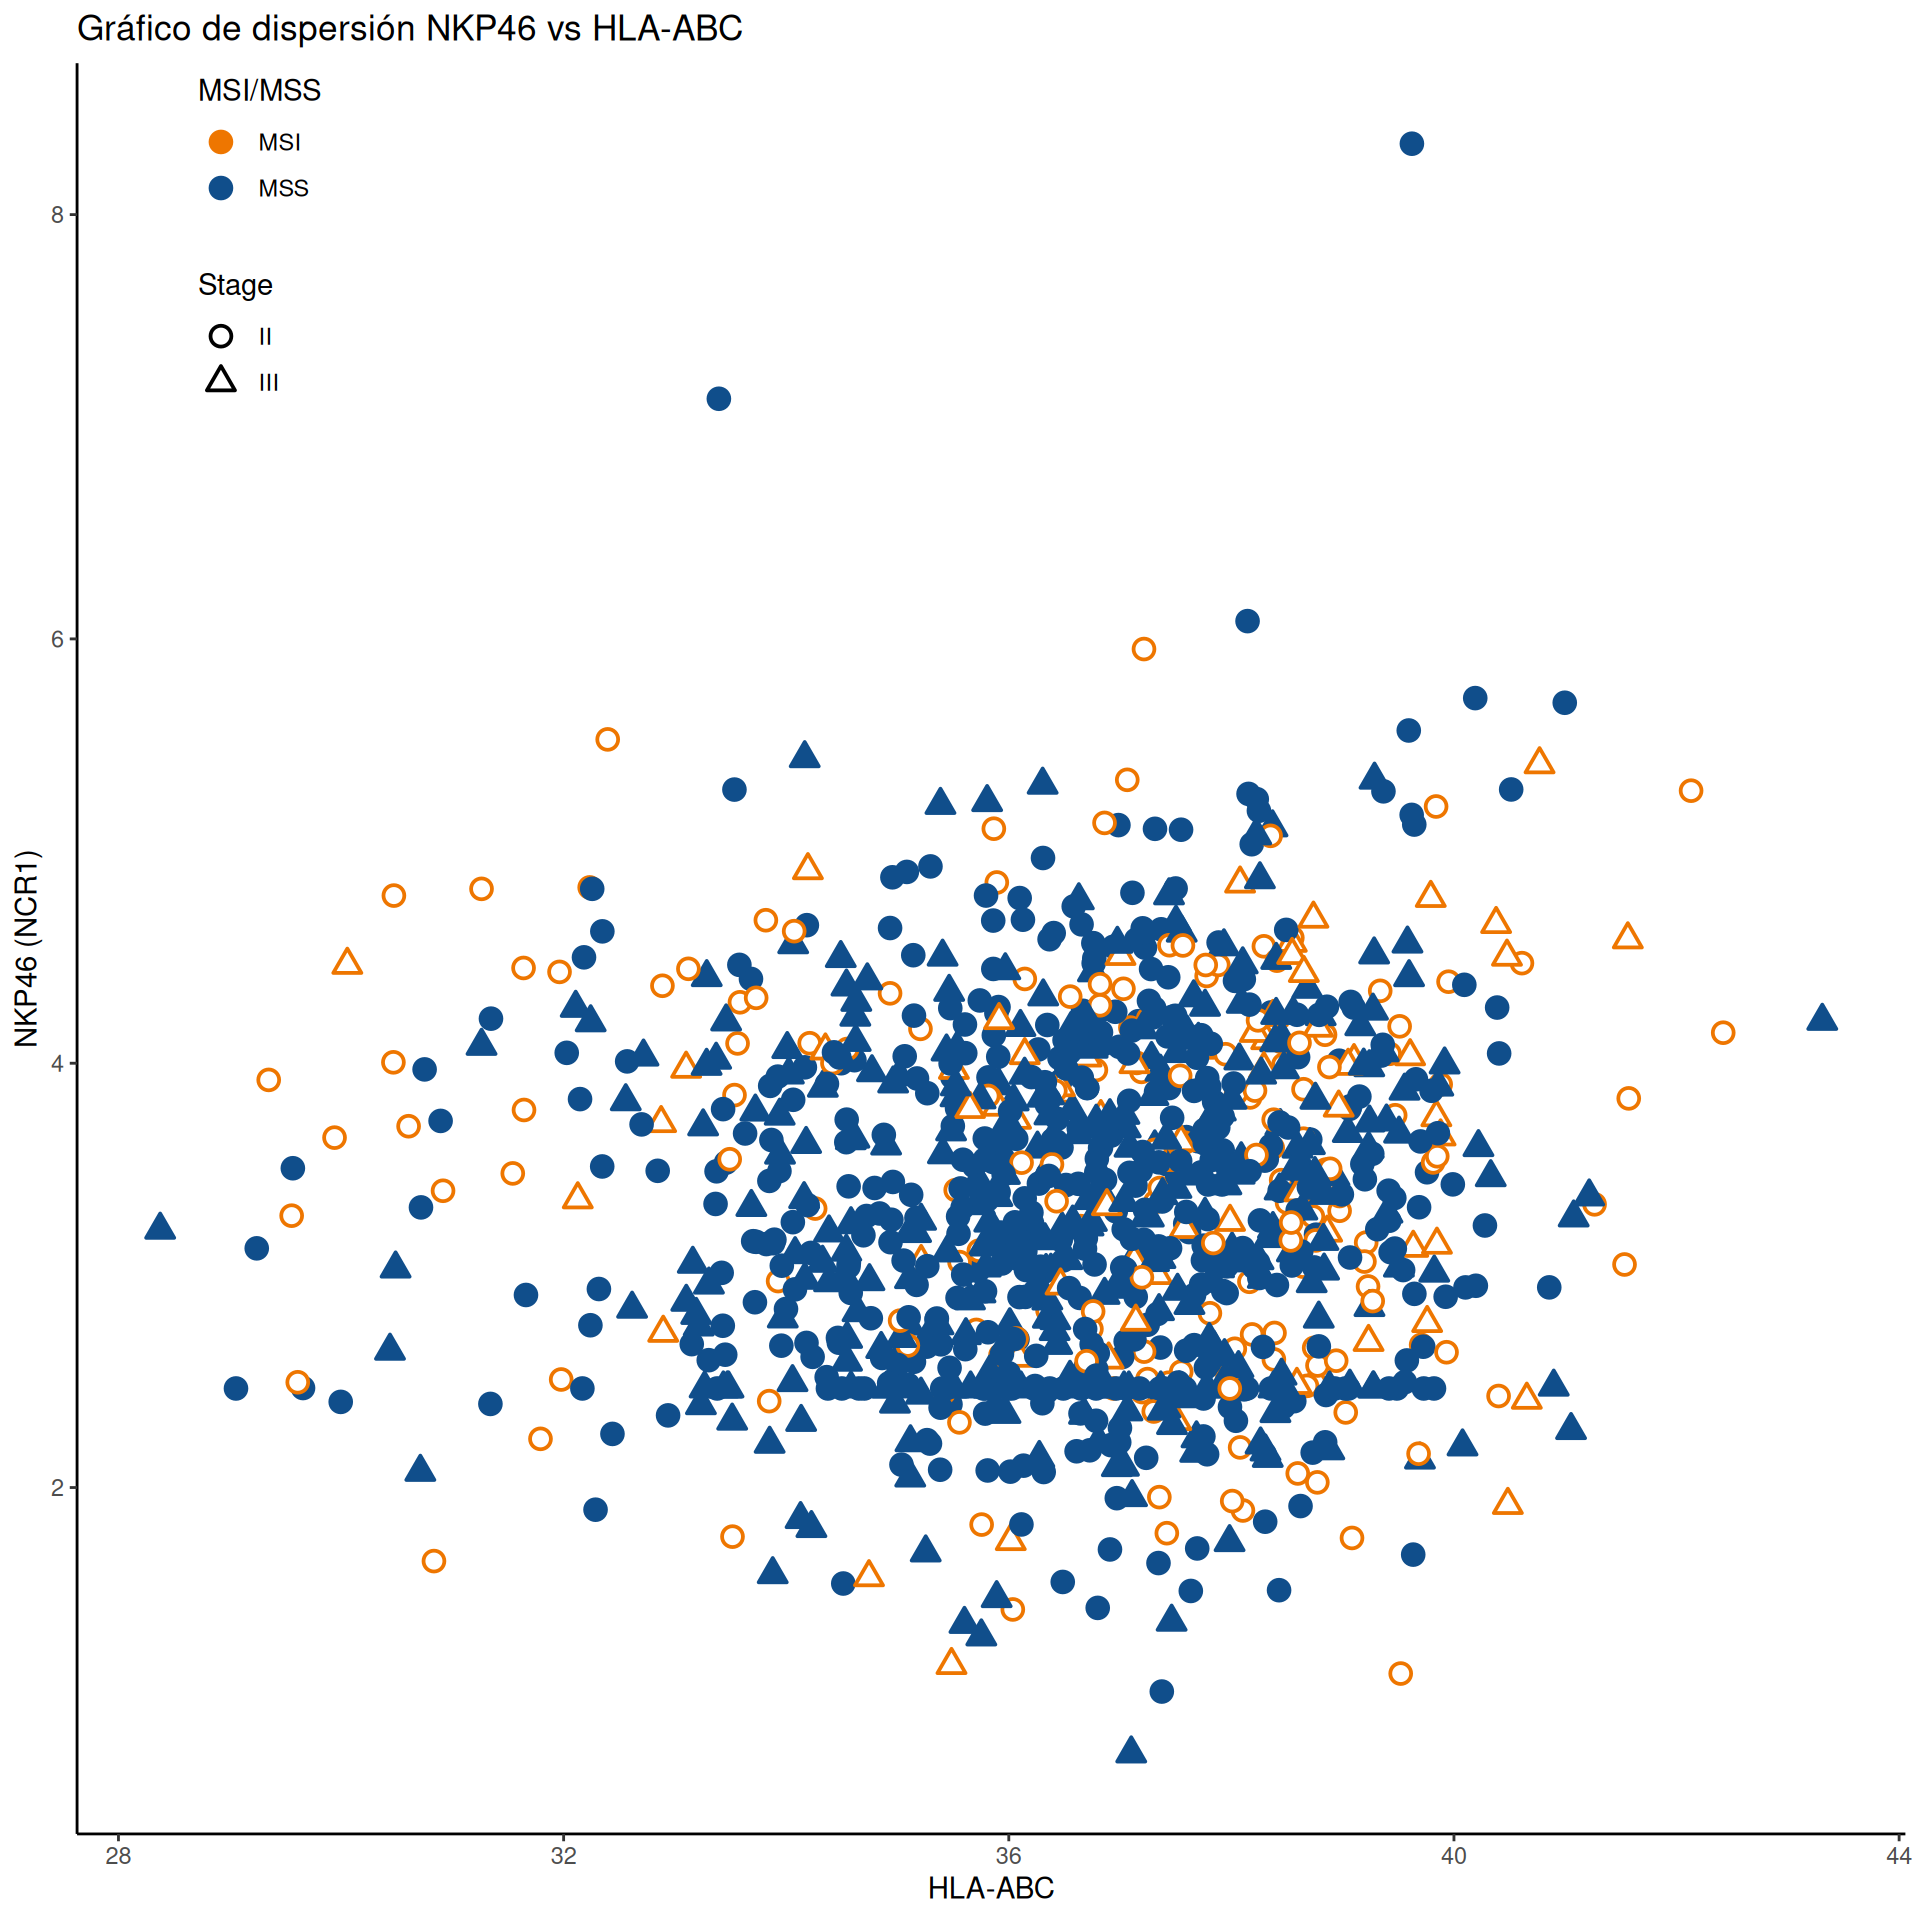 Gráfico de dispersión NKP46 vs HLA-ABC
MSI/MSS
MSI
MSS
Stage
II
III
8
6
4
2
NKP46 (NCR1)
28
32
36
40
44
HLA-ABC